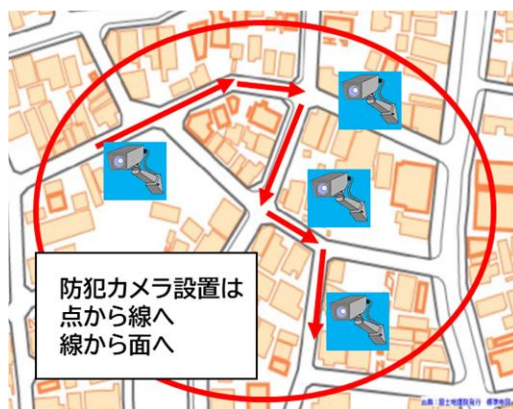 防犯カメラ設置は
点から線へ
線から面へ
出典:国土地理院発行 標準地図